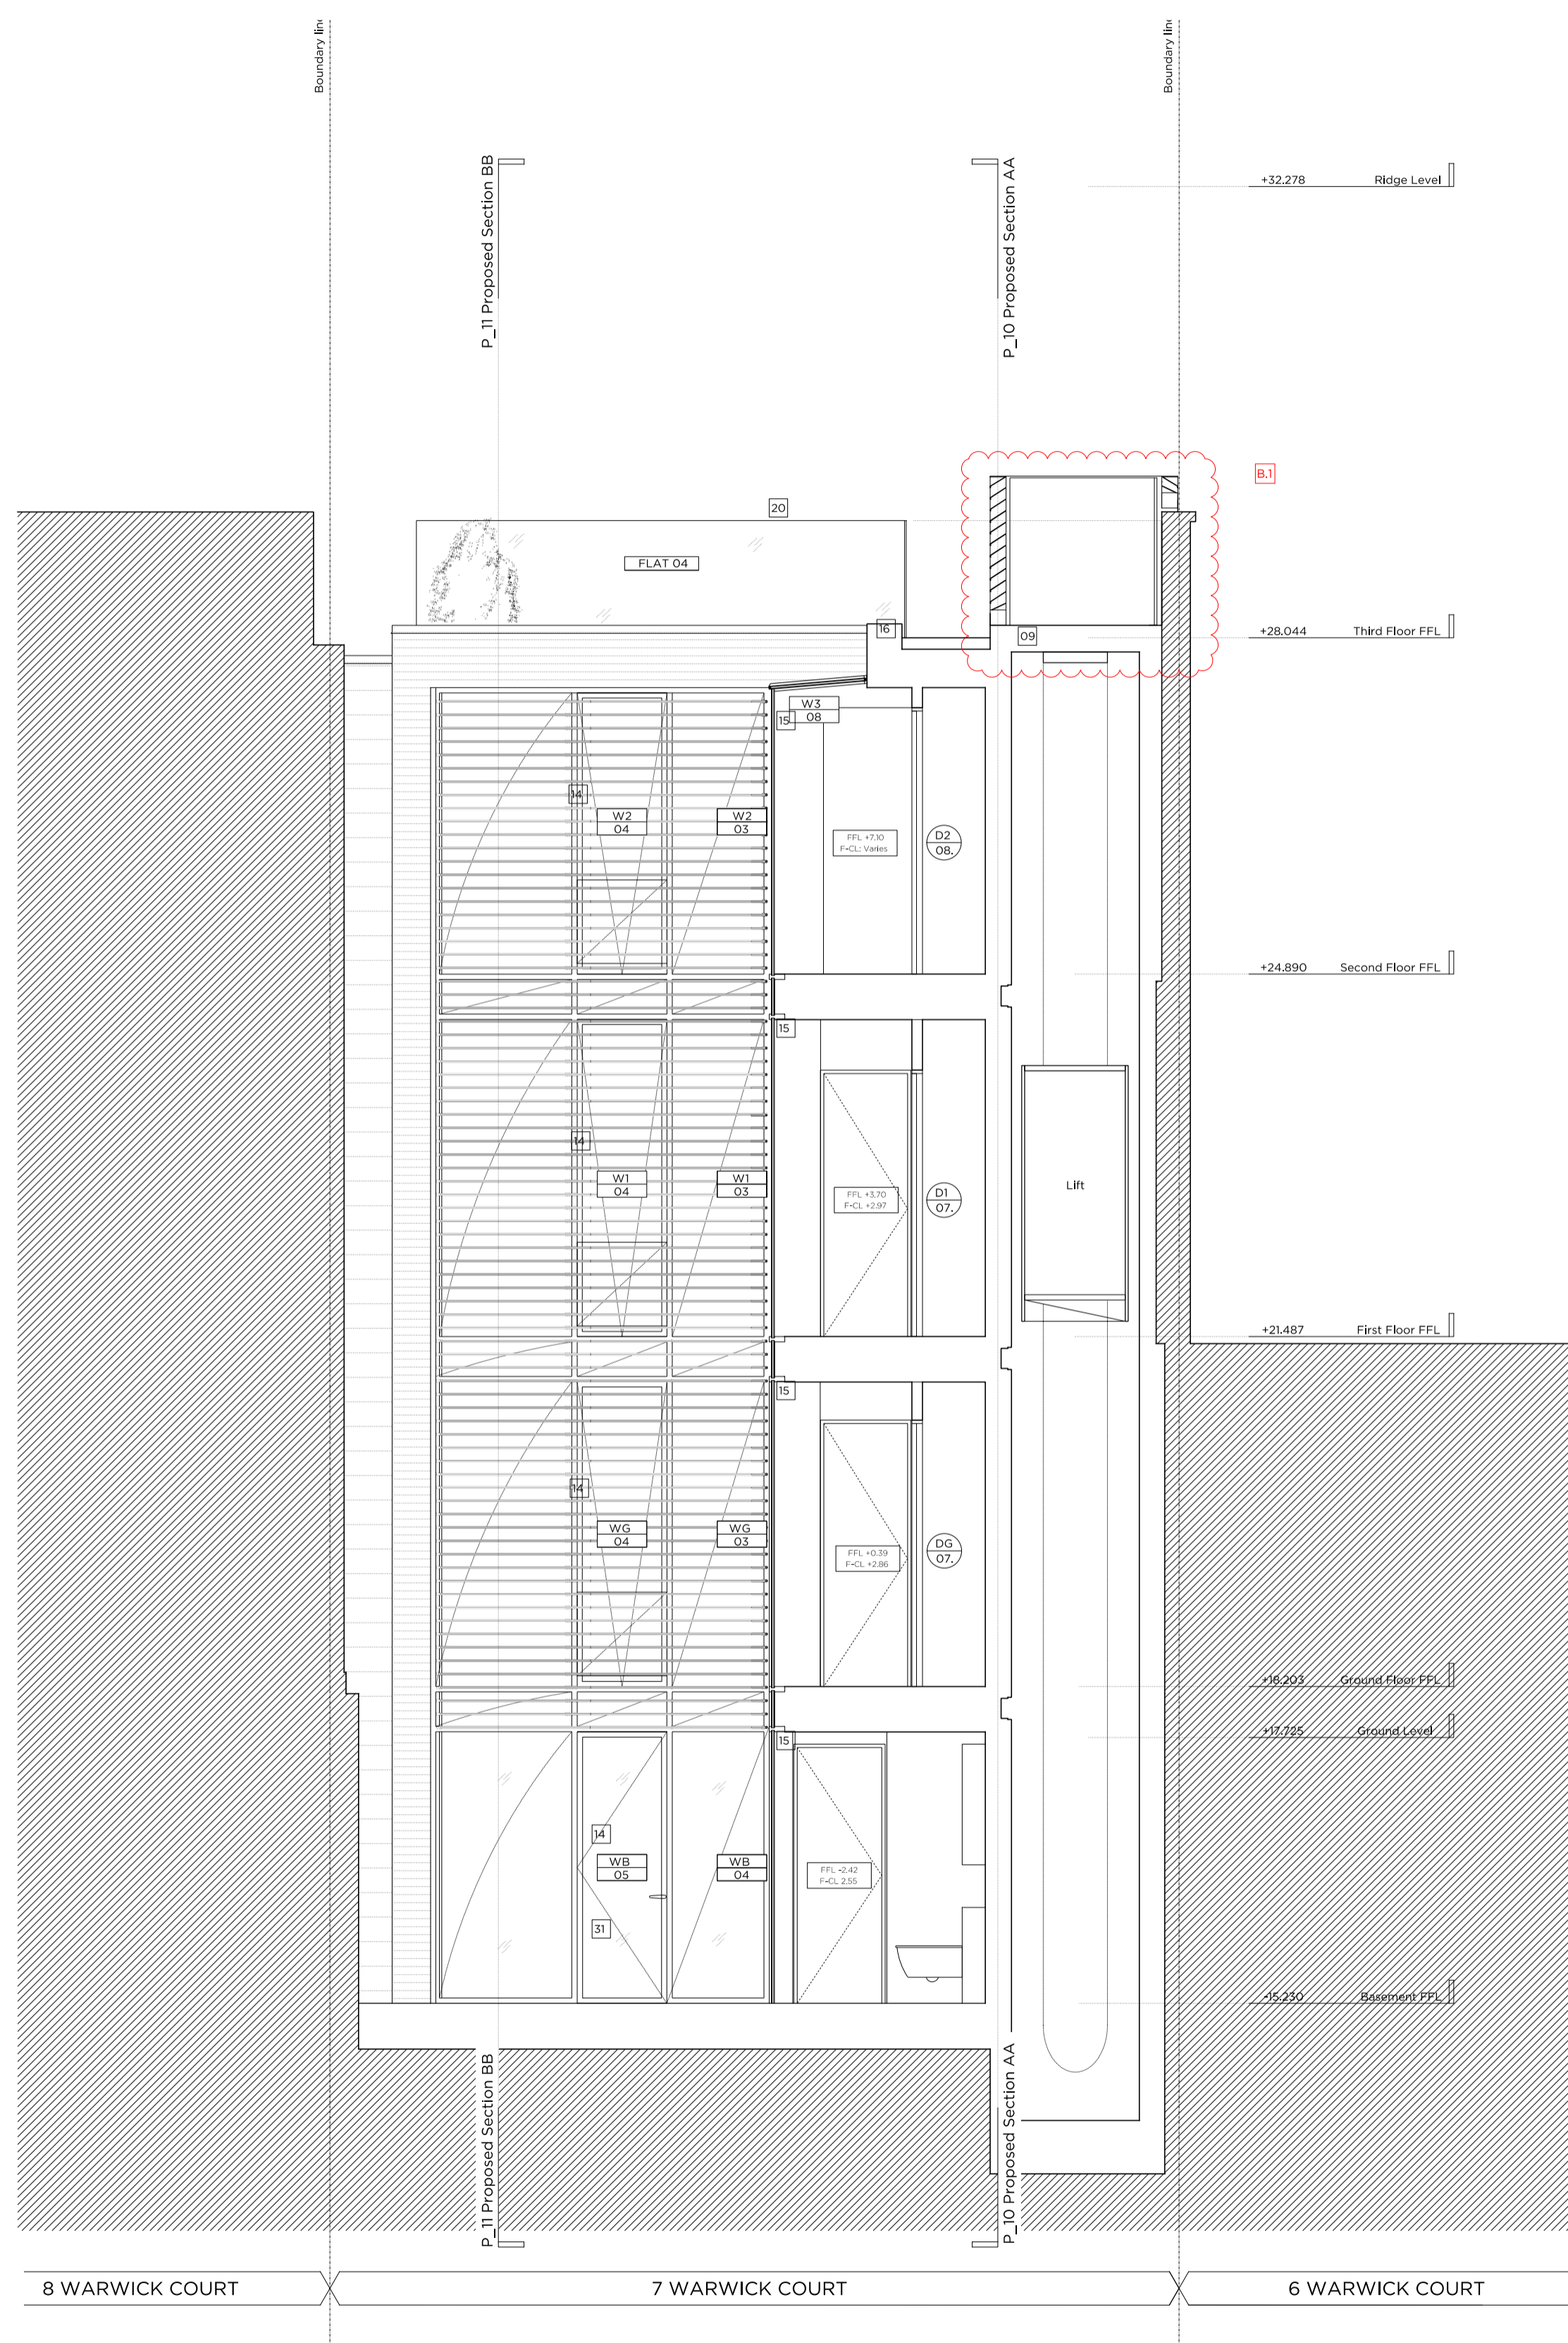 Boundary lin
Boundary lin
P_11 Proposed Section BB
P_10 Proposed Section AA
+32.278 Ridge Level
B.1
20
FLAT 04
16
09
+28.044 Third Floor FFL
W3
08
15
14
W2
04
W2
03
FFL +7.10
F-CL: Varies
D2
08.
+24.890 Second Floor FFL
15
14
W1
04
W1
03
FFL +3.70
F-CL +2.97
D1
07.
Lift
+21.487 First Floor FFL
15
14
WG
04
WG
03
FFL +0.39
F-CL +2.86
DG
07.
+18.203 Ground Floor FFL
+17.725 Ground Level
15
14
WB
05
WB
04
FFL -2.42
F-CL 2.55
31
+15.230 Basement FFL
P_11 Proposed Section BB
P_10 Proposed Section AA
8 WARWICK COURT
7 WARWICK COURT
6 WARWICK COURT